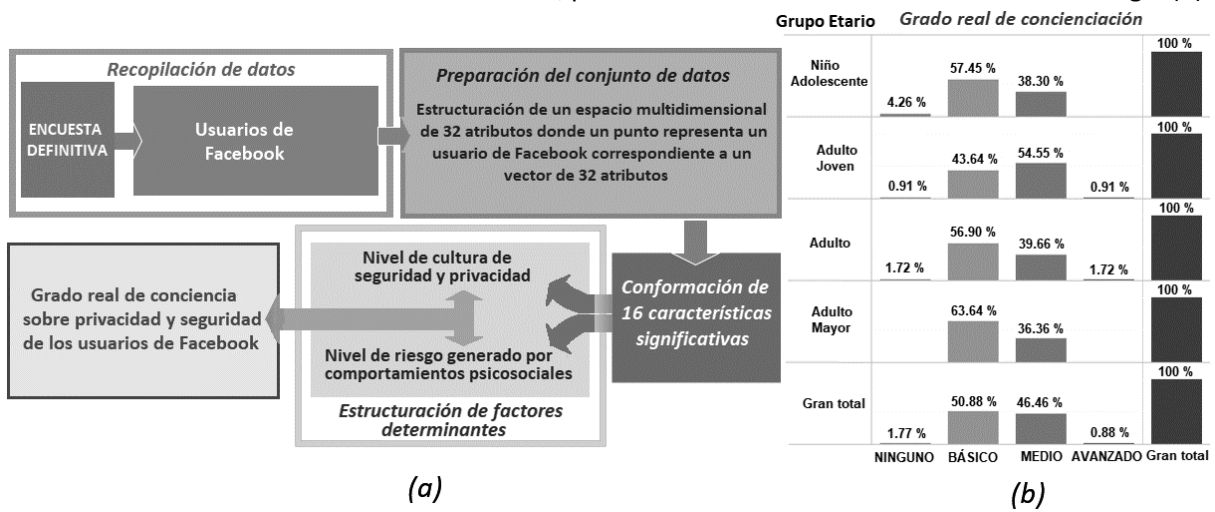 Recopilación de datos
ENCUESTA
DEFINITIVA
Usuarios de
Facebook
Preparación del conjunto de datos
Estructuración de un espacio multidimensional
de 32 atributos donde un punto representa un
usuario de Facebook correspondiente a un
vector de 32 atributos
Conformación de
16 características
significativas
Nivel de cultura de
seguridad y privacidad
Nivel de riesgo generado por
comportamientos psicosociales
Estructuración de factores
determinantes
Grado real de conciencia
sobre privacidad y seguridad
de los usuarios de Facebook
(a)
Grupo Etario Grado real de concienciación
Niño
Adolescente
4.26 % 57.45 % 38.30 % 100 %
Adulto
Joven
0.91 % 43.64 % 54.55 % 0.91 % 100 %
Adulto
1.72 % 56.90 % 39.66 % 1.72 % 100 %
Adulto
Mayor
63.64 % 36.36 % 100 %
Gran total
1.77 % 50.88 % 46.46 % 0.88 % 100 %
NINGUNO BÁSICO MEDIO AVANZADO Gran total
(b)